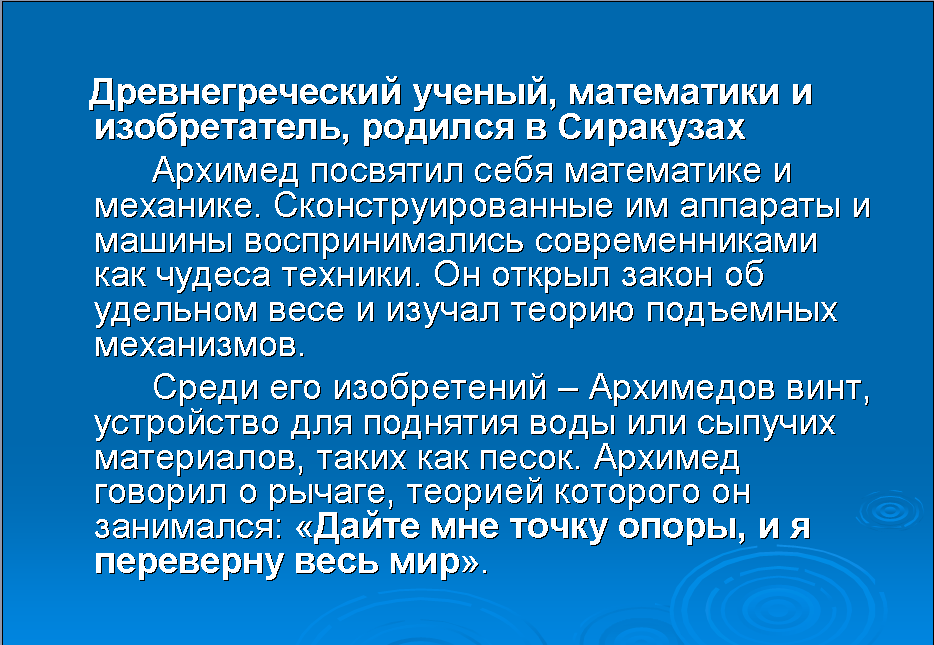 Древнегреческий ученый, математики и
изобретатель, родился в Сиракузах
Архимед посвятил себя математике и
механике. Сконструированные им аппараты и
машины воспринимались современниками
как чудеса техники. Он открыл закон об
удельном весе и изучал теорию подъемных
механизмов.
Среди его изобретений – Архимедов винт,
устройство для поднятия воды или сыпучих
материалов, таких как песок. Архимед
говорил о рычаге, теорией которого он
занимался: «Дайте мне точку опоры, и я
переверну весь мир».